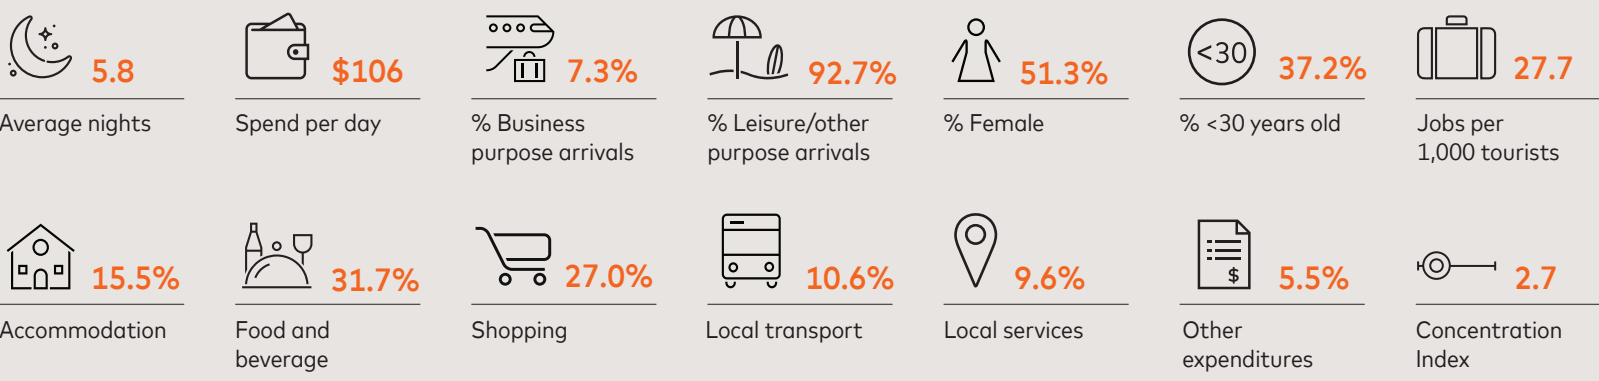 5.8
Average nights
$106
Spend per day
7.3%
% Business
purpose arrivals
92.7%
% Leisure/other
purpose arrivals
51.3%
% Female
<30
37.2%
% <30 years old
27.7
Jobs per
1,000 tourists
15.5%
Accommodation
31.7%
Food and
beverage
27.0%
Shopping
10.6%
Local transport
9.6%
Local services
$
5.5%
Other
expenditures
2.7
Concentration
Index